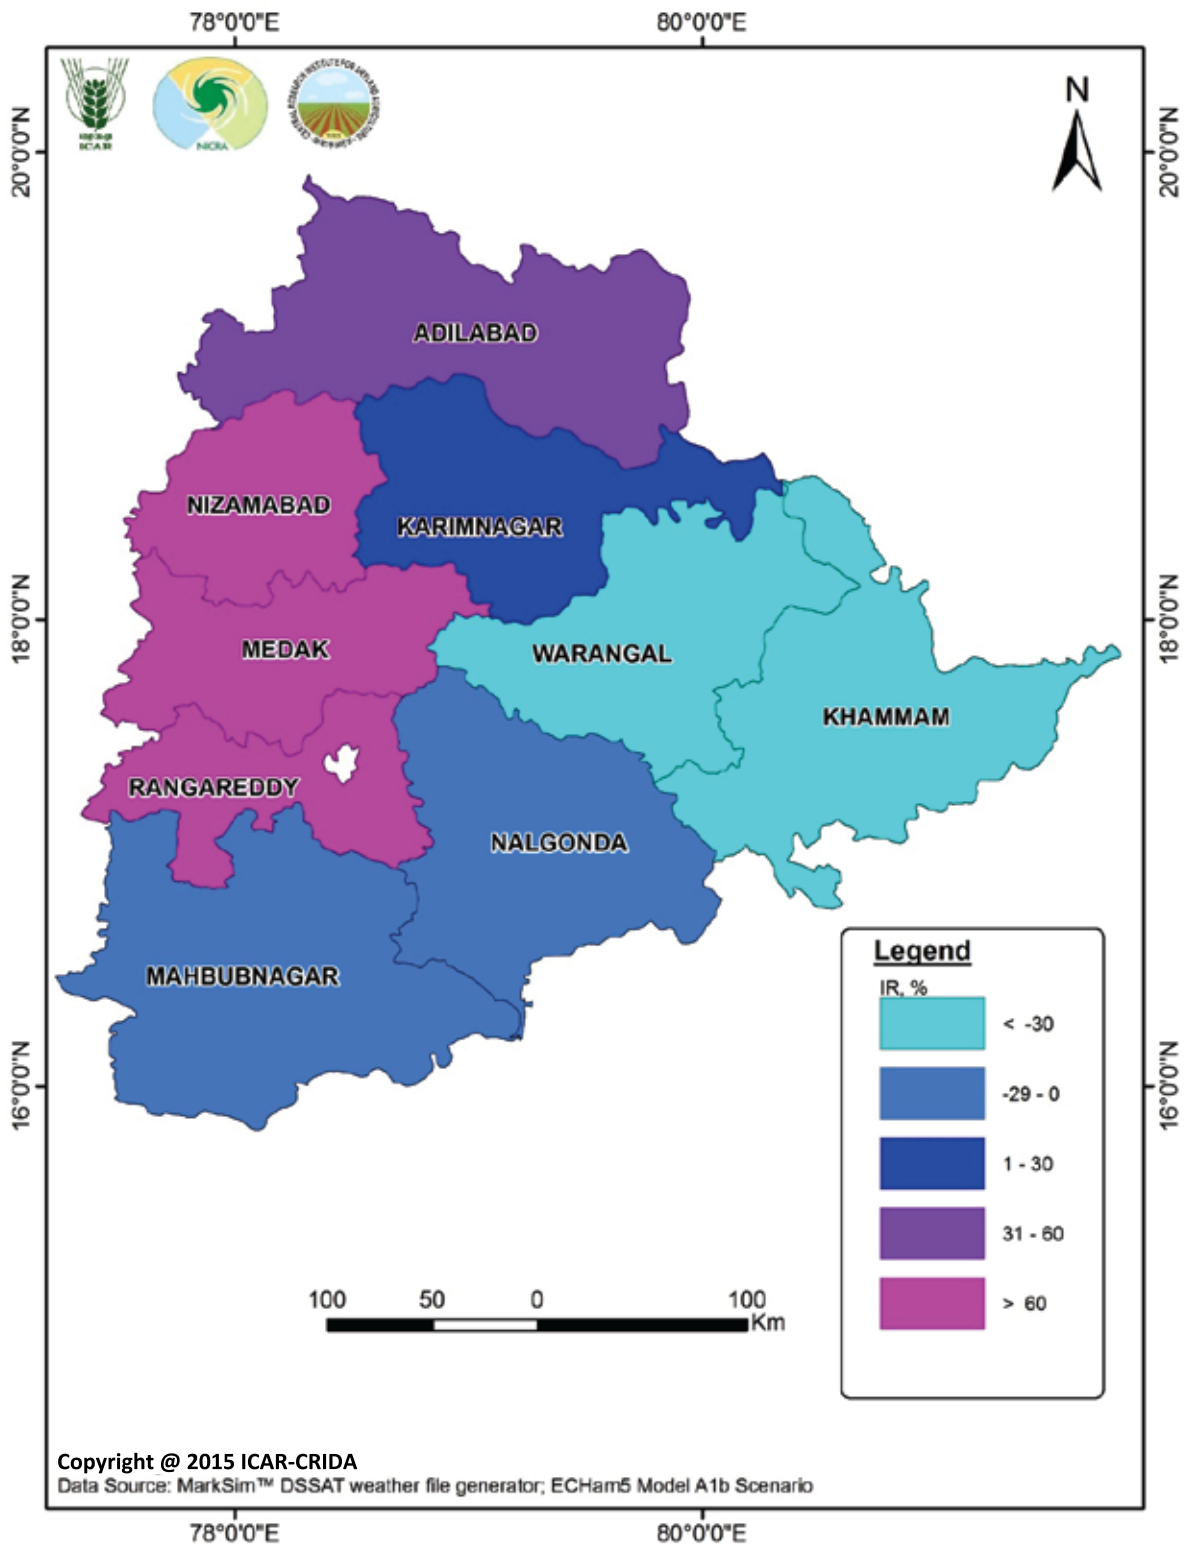 78°0'0"E 80°0'0"E
ICAR
NICRA
20°0'0"N 20°0'0"N
N
ADILABAD
NIZAMABAD
KARIMNAGAR
18°0'0"N 18°0'0"N
MEDAK
WARANGAL
KHAMMAM
RANGAREDDY
NALGONDA
MAHBUBNAGAR
16°0'0"N 16°0'0"N
Legend
IR, %
< -30
-29 - 0
1 - 30
31 - 60
> 60
100 50 0 100
Km
Copyright @ 2015 ICAR-CRIDA
Data Source: MarkSim™ DSSAT weather file generator; ECHam5 Model A1b Scenario
78°0'0"E 80°0'0"E